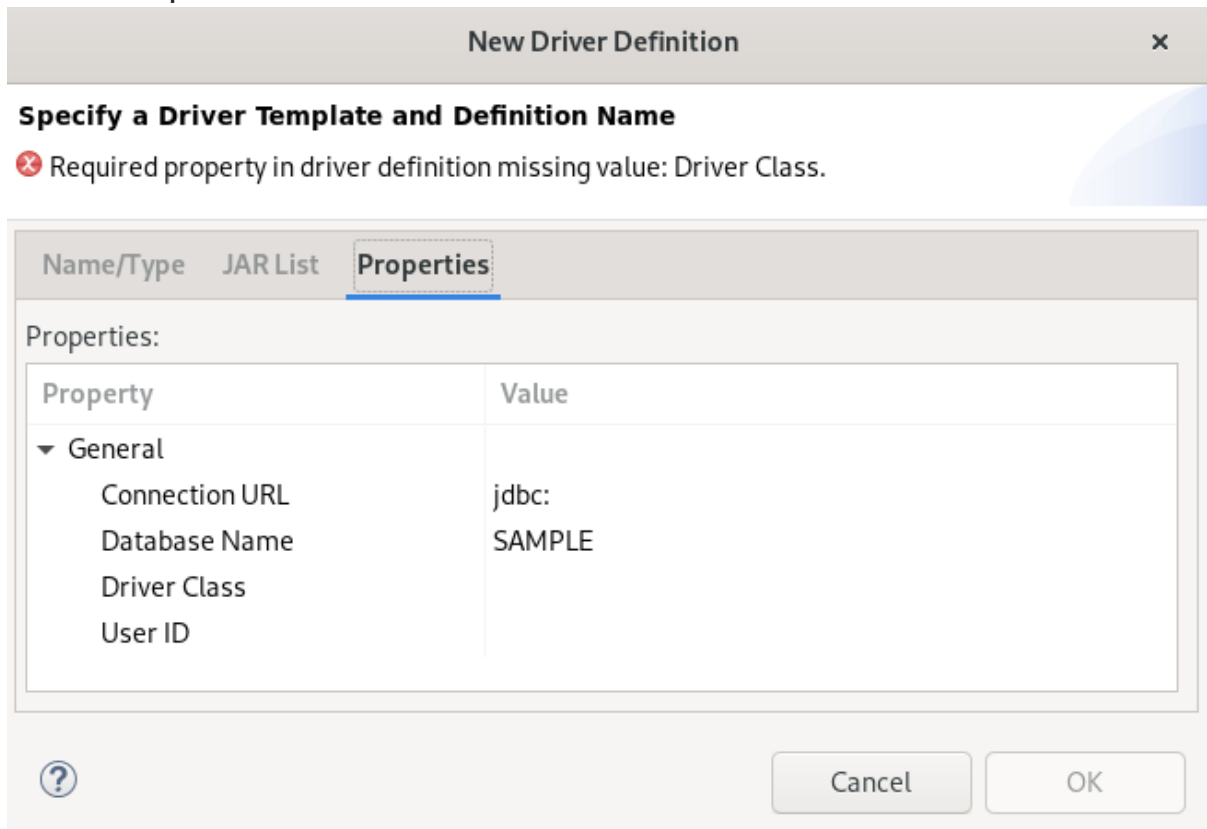 New Driver Definition ×
Specify a Driver Template and Definition Name
Required property in driver definition missing value: Driver Class.
Name/Type JAR List Properties
Properties:
Property Value
General
Connection URL jdbc:
Database Name SAMPLE
Driver Class
User ID
? Cancel OK